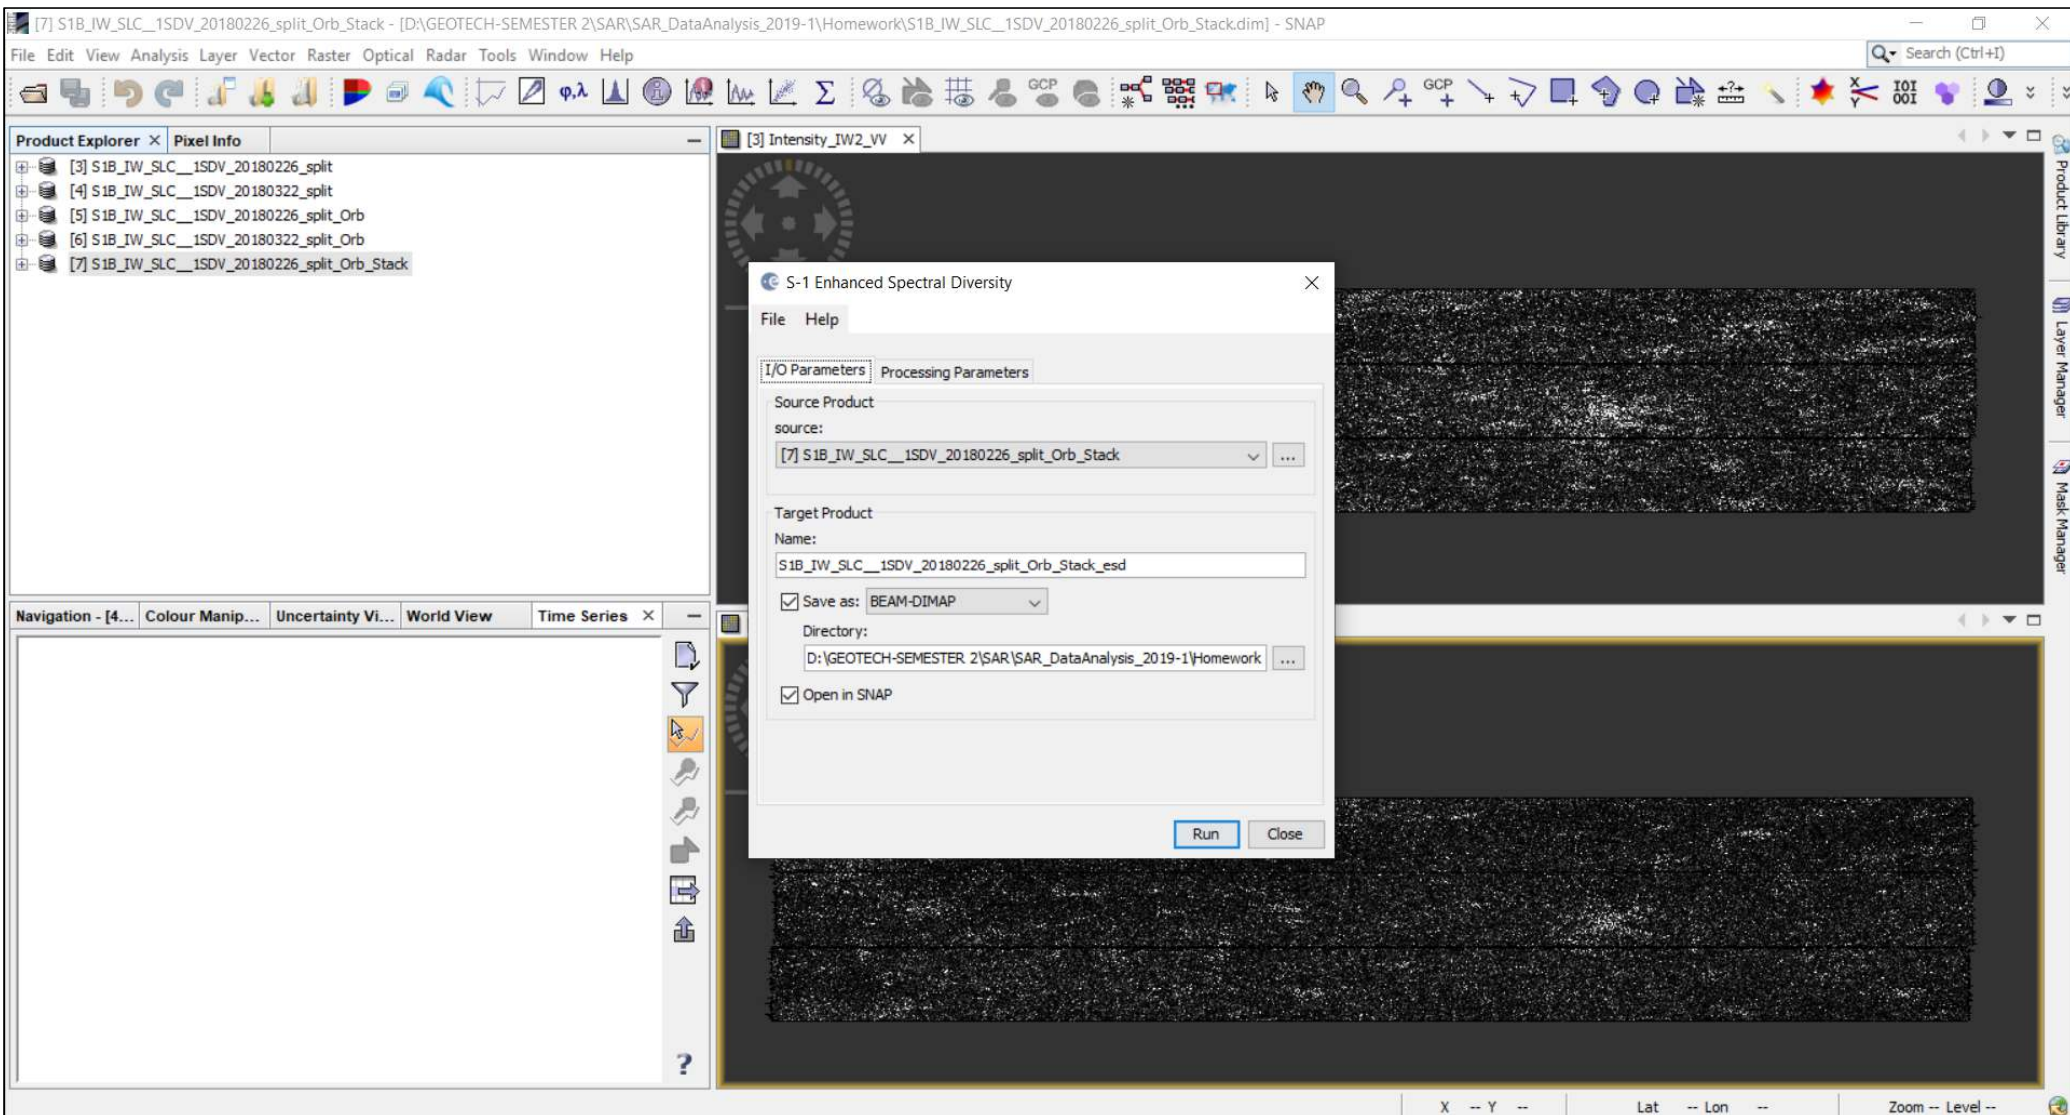 [7] S1B_IW_SLC__1SDV_20180226_split_Orb_Stack - [D:\GEOTECH-SEMESTER 2\SAR\SAR_DataAnalysis_2019-1\Homework\S1B_IW_SLC__1SDV_20180226_split_Orb_Stack.dim] - SNAP
File Edit View Analysis Layer Vector Raster Optical Radar Tools Window Help
Search (Ctrl+I)
φ,λ GCP GCP
Product Explorer Pixel Info
[3] S1B_IW_SLC__1SDV_20180226_split
[4] S1B_IW_SLC__1SDV_20180322_split
[5] S1B_IW_SLC__1SDV_20180226_split_Orb
[6] S1B_IW_SLC__1SDV_20180322_split_Orb
[7] S1B_IW_SLC__1SDV_20180226_split_Orb_Stack
[3] Intensity_IW2_VV
S-1 Enhanced Spectral Diversity
File Help
I/O Parameters Processing Parameters
Source Product
source:
[7] S1B_IW_SLC__1SDV_20180226_split_Orb_Stack
...
Target Product
Name:
S1B_IW_SLC__1SDV_20180226_split_Orb_Stack_esd
Save as: BEAM-DIMAP
Directory:
D:\GEOTECH-SEMESTER 2\SAR\SAR_DataAnalysis_2019-1\Homework
...
Open in SNAP
Run Close
Navigation - [4... Colour Manip... Uncertainty Vi... World View Time Series
Product Library
Layer Manager
Mask Manager
X -- Y -- Lat -- Lon -- Zoom -- Level --